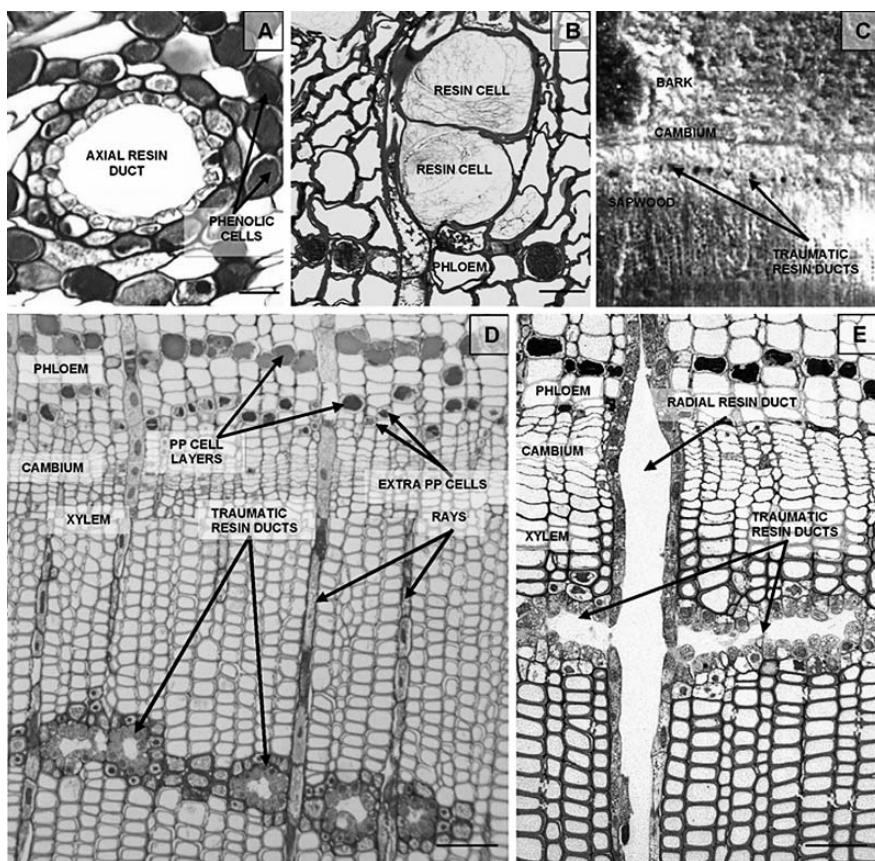 A
AXIAL RESIN
DUCT
PHENOLIC
CELLS
B
RESIN CELL
RESIN CELL
PHLOEM
C
BARK
CAMBIUM
SAPWOOD
TRAUMATIC
RESIN DUCTS
D
PHLOEM
PP CELL
LAYERS
CAMBIUM
EXTRA PP CELLS
XYLEM
TRAUMATIC
RESIN DUCTS
RAYS
E
PHLOEM
RADIAL RESIN DUCT
CAMBIUM
TRAUMATIC
RESIN DUCTS
XYLEM